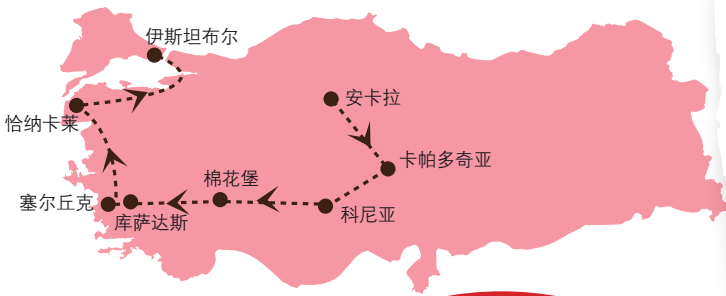 伊斯坦布尔
安卡拉
恰纳卡莱
卡帕多奇亚
棉花堡
塞尔丘克
科尼亚
库萨达斯